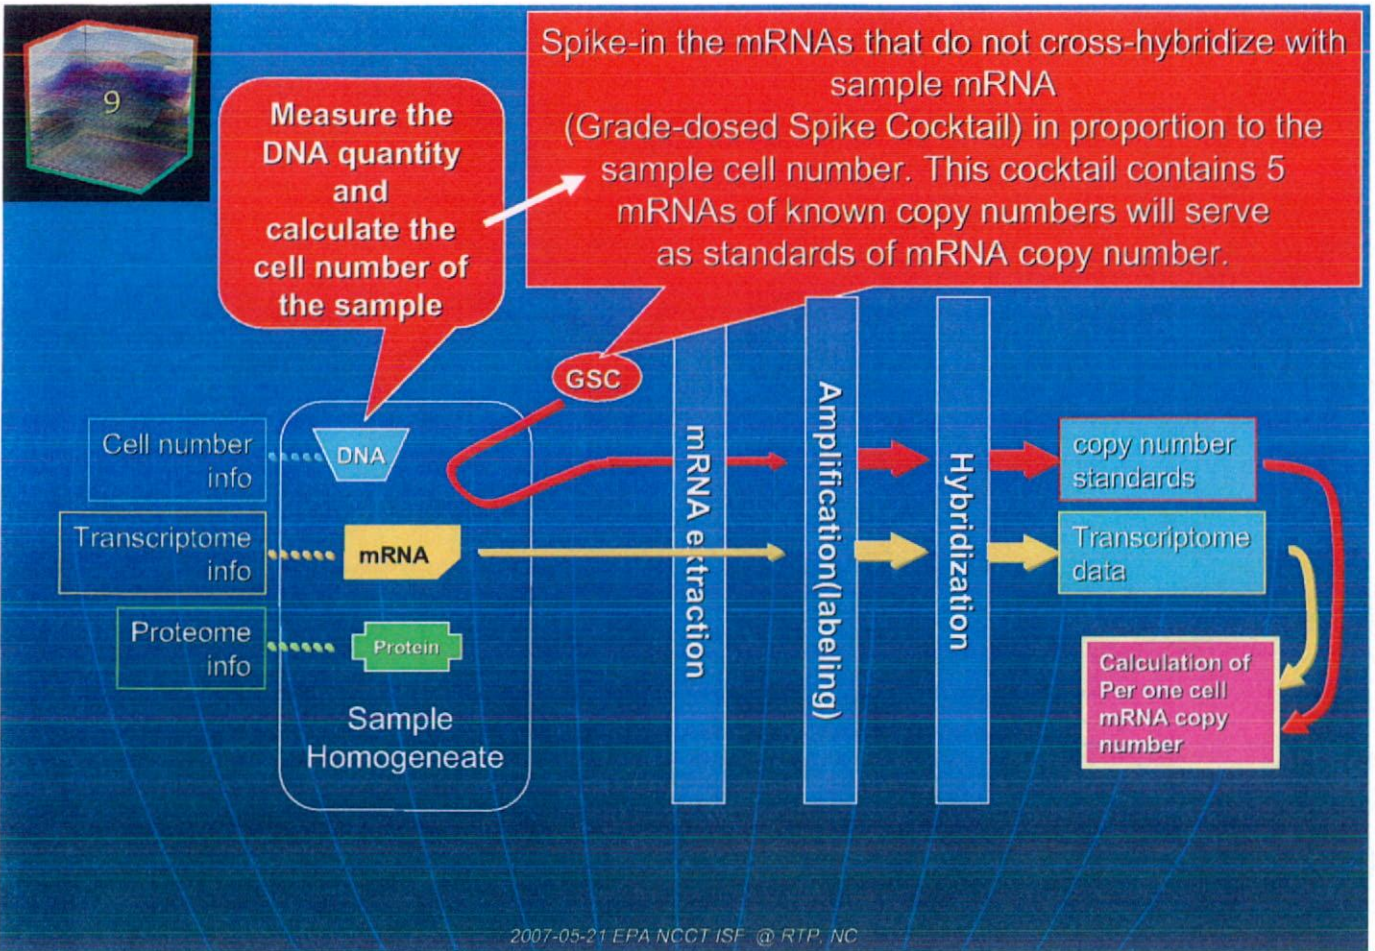 9
Measure the
DNA quantity
and
calculate the
cell number of
the sample
Spike-in the mRNAs that do not cross-hybridize with
sample mRNA
(Grade-dosed Spike Cocktail) in proportion to the
sample cell number. This cocktail contains 5
mRNAs of known copy numbers will serve
as standards of mRNA copy number.
GSC
Cell number
info
DNA
Transcriptome
info
mRNA
Proteome
info
Protein
Sample
Homogeneate
mRNA extraction
Amplification(labeling)
Hybridization
copy number
standards
Transcriptome
data
Calculation of
Per one cell
mRNA copy
number
2007-05-21 EPA NCCT ISF @ RTP, NC